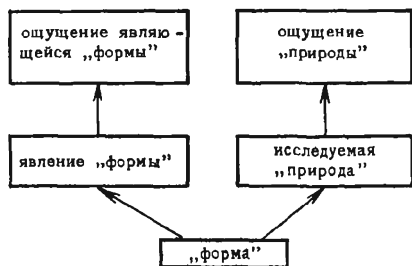 ощущение являю-
щейся „формы”
ощущение
„природы”
явление „формы”
исследуемая
„природа”
„форма”